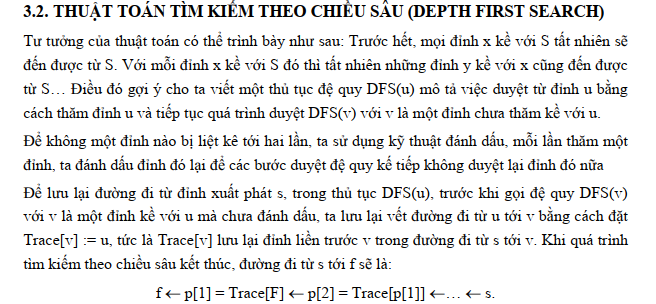 3.2. THUẬT TOÁN TÌM KIẾM THEO CHIỀU SÂU (DEPTH FIRST SEARCH)
Tư tưởng của thuật toán có thể trình bày như sau: Trước hết, mọi đỉnh x kề với S tất nhiên sẽ
đến được từ S. Với mỗi đỉnh x kề với S đó thì tất nhiên những đỉnh y kề với x cũng đến được
từ S… Điều đó gợi ý cho ta viết một thủ tục đệ quy DFS(u) mô tả việc duyệt từ đỉnh u bằng
cách thăm đỉnh u và tiếp tục quá trình duyệt DFS(v) với v là một đỉnh chưa thăm kề với u.
Để không một đỉnh nào bị liệt kê tới hai lần, ta sử dụng kỹ thuật đánh dấu, mỗi lần thăm một
đỉnh, ta đánh dấu đỉnh đó lại để các bước duyệt đệ quy kế tiếp không duyệt lại đỉnh đó nữa
Để lưu lại đường đi từ đỉnh xuất phát s, trong thủ tục DFS(u), trước khi gọi đệ quy DFS(v)
với v là một đỉnh kề với u mà chưa đánh dấu, ta lưu lại vết đường đi từ u tới v bằng cách đặt
Trace[v] := u, tức là Trace[v] lưu lại đỉnh liền trước v trong đường đi từ s tới v. Khi quá trình
tìm kiếm theo chiều sâu kết thúc, đường đi từ s tới f sẽ là:
f ← p[1] = Trace[F] ← p[2] = Trace[p[1]] ←… ← s.